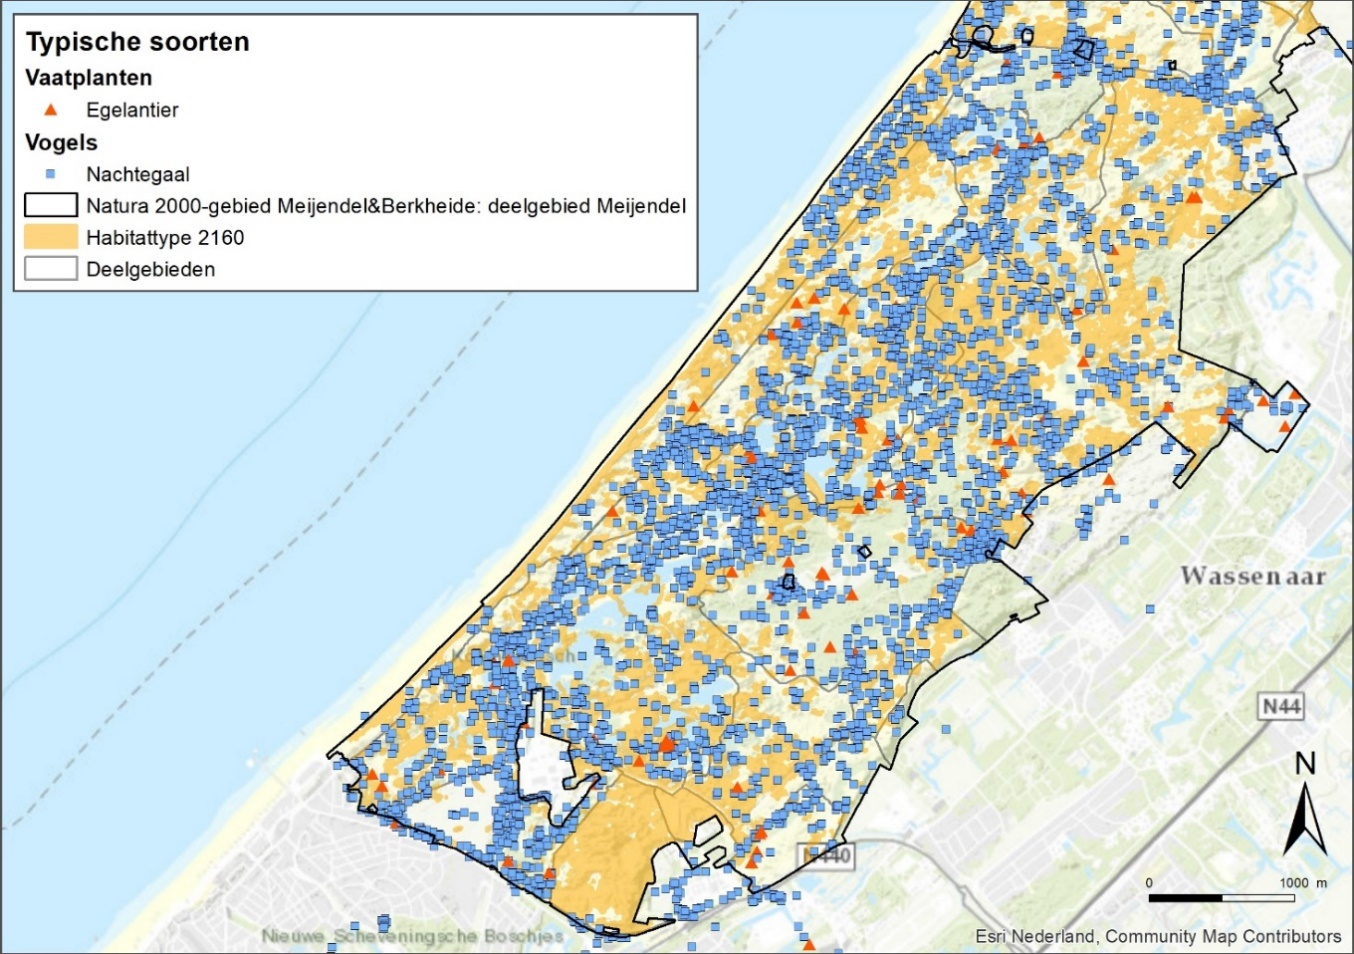 Typische soorten
Vaatplanten
Egelantier
Vogels
Nachtegaal
Natura 2000-gebied Meijendel&Berkheide: deelgebied Meijendel
Habitattype 2160
Deelgebieden
Wassenaar
N44
N
N440
0 1000 m
Nieuwe Scheveningsche Boschjes
Esri Nederland, Community Map Contributors